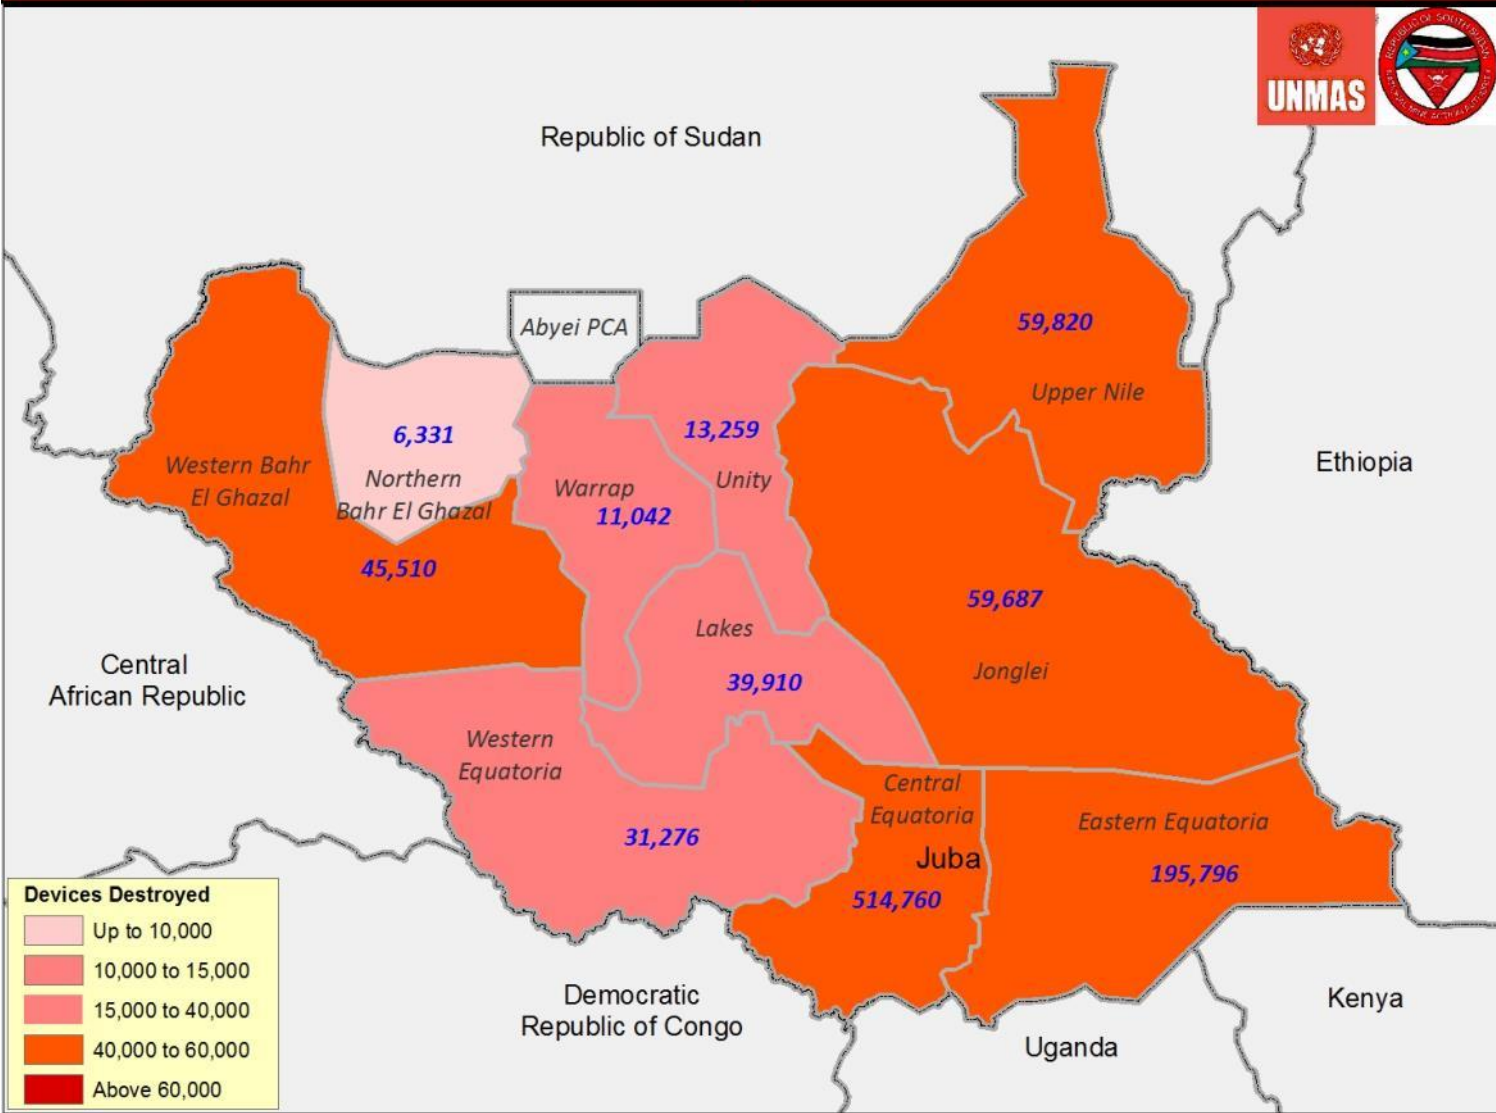 UNMAS
REPUBLIC OF SOUTH SUDAN
Republic of Sudan
Abyei PCA
59,820
Upper Nile
6,331
Northern
Bahr El Ghazal
Western Bahr
El Ghazal
45,510
13,259
Unity
Warrap
11,042
Ethiopia
59,687
Jonglei
Lakes
39,910
Central
African Republic
Western
Equatoria
31,276
Central
Equatoria
Juba
514,760
Eastern Equatoria
195,796
Democratic
Republic of Congo
Uganda
Kenya
Devices Destroyed
Up to 10,000
10,000 to 15,000
15,000 to 40,000
40,000 to 60,000
Above 60,000